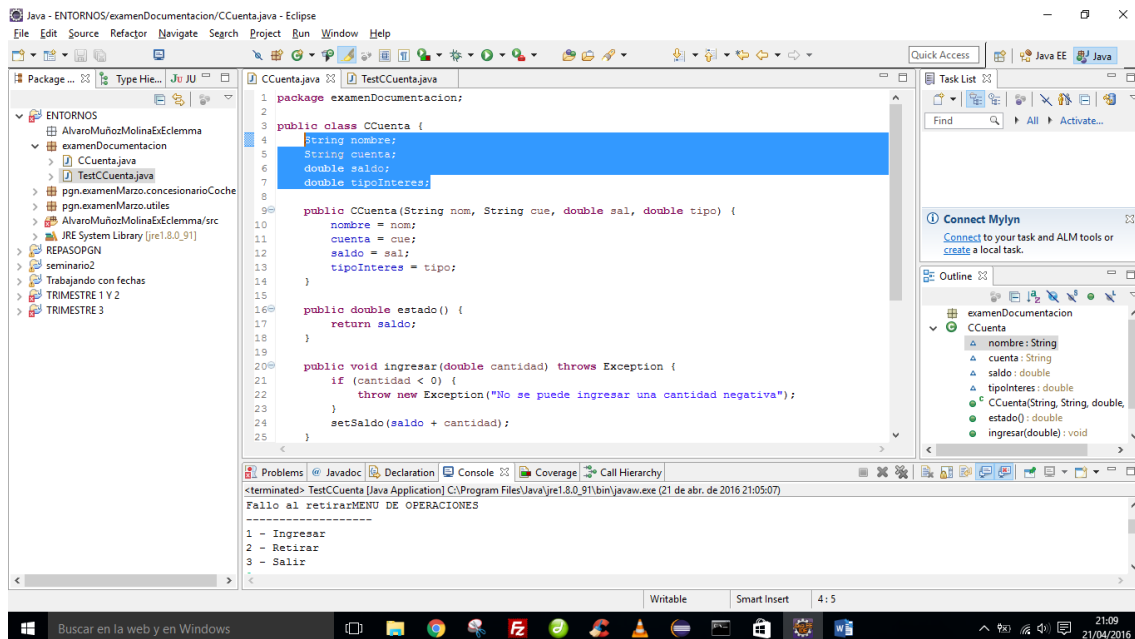 Java - ENTORNOS/examenDocumentacion/CCuenta.java - Eclipse
File Edit Source Refactor Navigate Search Project Run Window Help
Quick Access Java EE Java
Package ... Type Hie... JUnit
ENTORNOS
AlvaroMuñozMolinaExEclemma
examenDocumentacion
CCuenta.java
TestCCuenta.java
pgn.examenMarzo.concesionarioCoche
pgn.examenMarzo.utiles
AlvaroMuñozMolinaExEclemma/src
JRE System Library [jre1.8.0_91]
REPASOPGN
seminario2
Trabajando con fechas
TRIMESTRE 1 Y 2
TRIMESTRE 3
CCuenta.java TestCCuenta.java
1 package examenDocumentacion;
2
3 public class CCuenta {
4 String nombre;
5 String cuenta;
6 double saldo;
7 double tipoInteres;
8
9 public CCuenta(String nom, String cue, double sal, double tipo) {
10 nombre = nom;
11 cuenta = cue;
12 saldo = sal;
13 tipoInteres = tipo;
14 }
15
16 public double estado() {
17 return saldo;
18 }
19
20 public void ingresar(double cantidad) throws Exception {
21 if (cantidad < 0) {
22 throw new Exception("No se puede ingresar una cantidad negativa");
23 }
24 setSaldo(saldo + cantidad);
25 }
Task List
Find All Activate...
Connect Mylyn
Connect to your task and ALM tools or
create a local task.
Outline
examenDocumentacion
CCuenta
nombre : String
cuenta : String
saldo : double
tipoInteres : double
CCuenta(String, String, double,
estado() : double
ingresar(double) : void
Problems @ Javadoc Declaration Console Coverage Call Hierarchy
<terminated> TestCCuenta [Java Application] C:\Program Files\Java\jre1.8.0_91\bin\javaw.exe (21 de abr. de 2016 21:05:07)
Fallo al retirarMENU DE OPERACIONES
-------------------
1 - Ingresar
2 - Retirar
3 - Salir
Writable Smart Insert 4 : 5
Buscar en la web y en Windows
21:09
21/04/2016